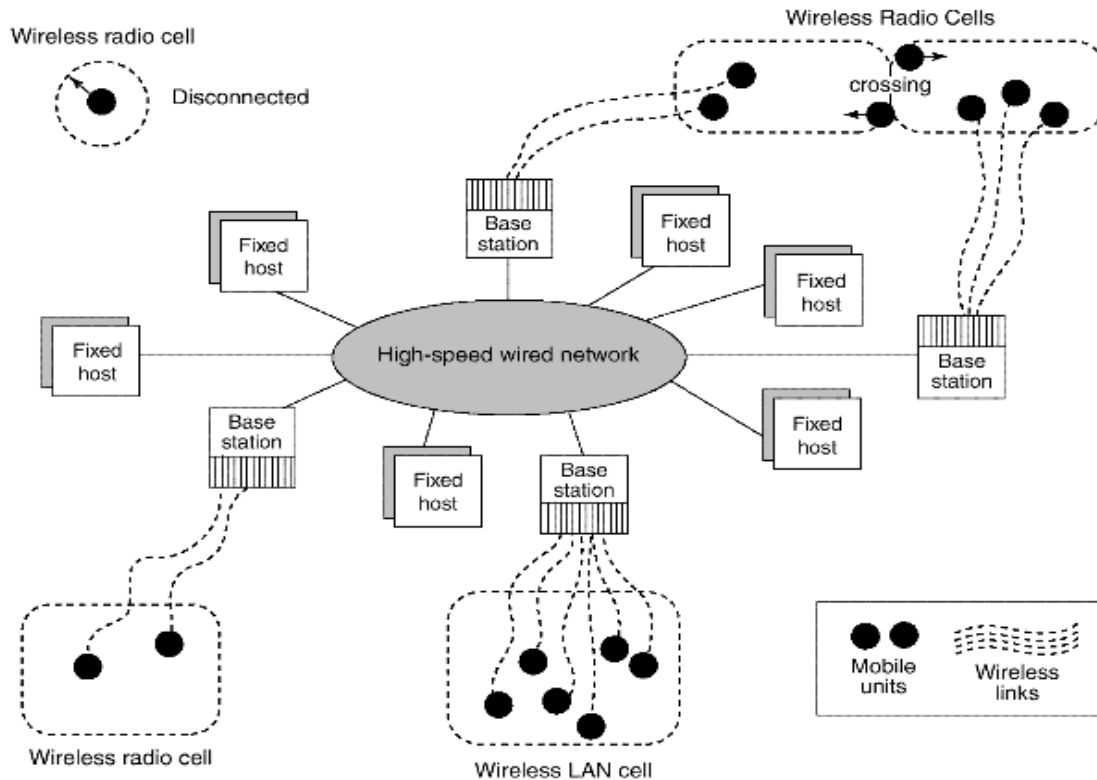 Wireless Radio Cells
Wireless radio cell
Disconnected
crossing
Base
station
Fixed
host
Fixed
host
Fixed
host
Fixed
host
High-speed wired network
Base
station
Base
station
Fixed
host
Fixed
host
Base
station
Mobile
units
Wireless
links
Wireless radio cell
Wireless LAN cell